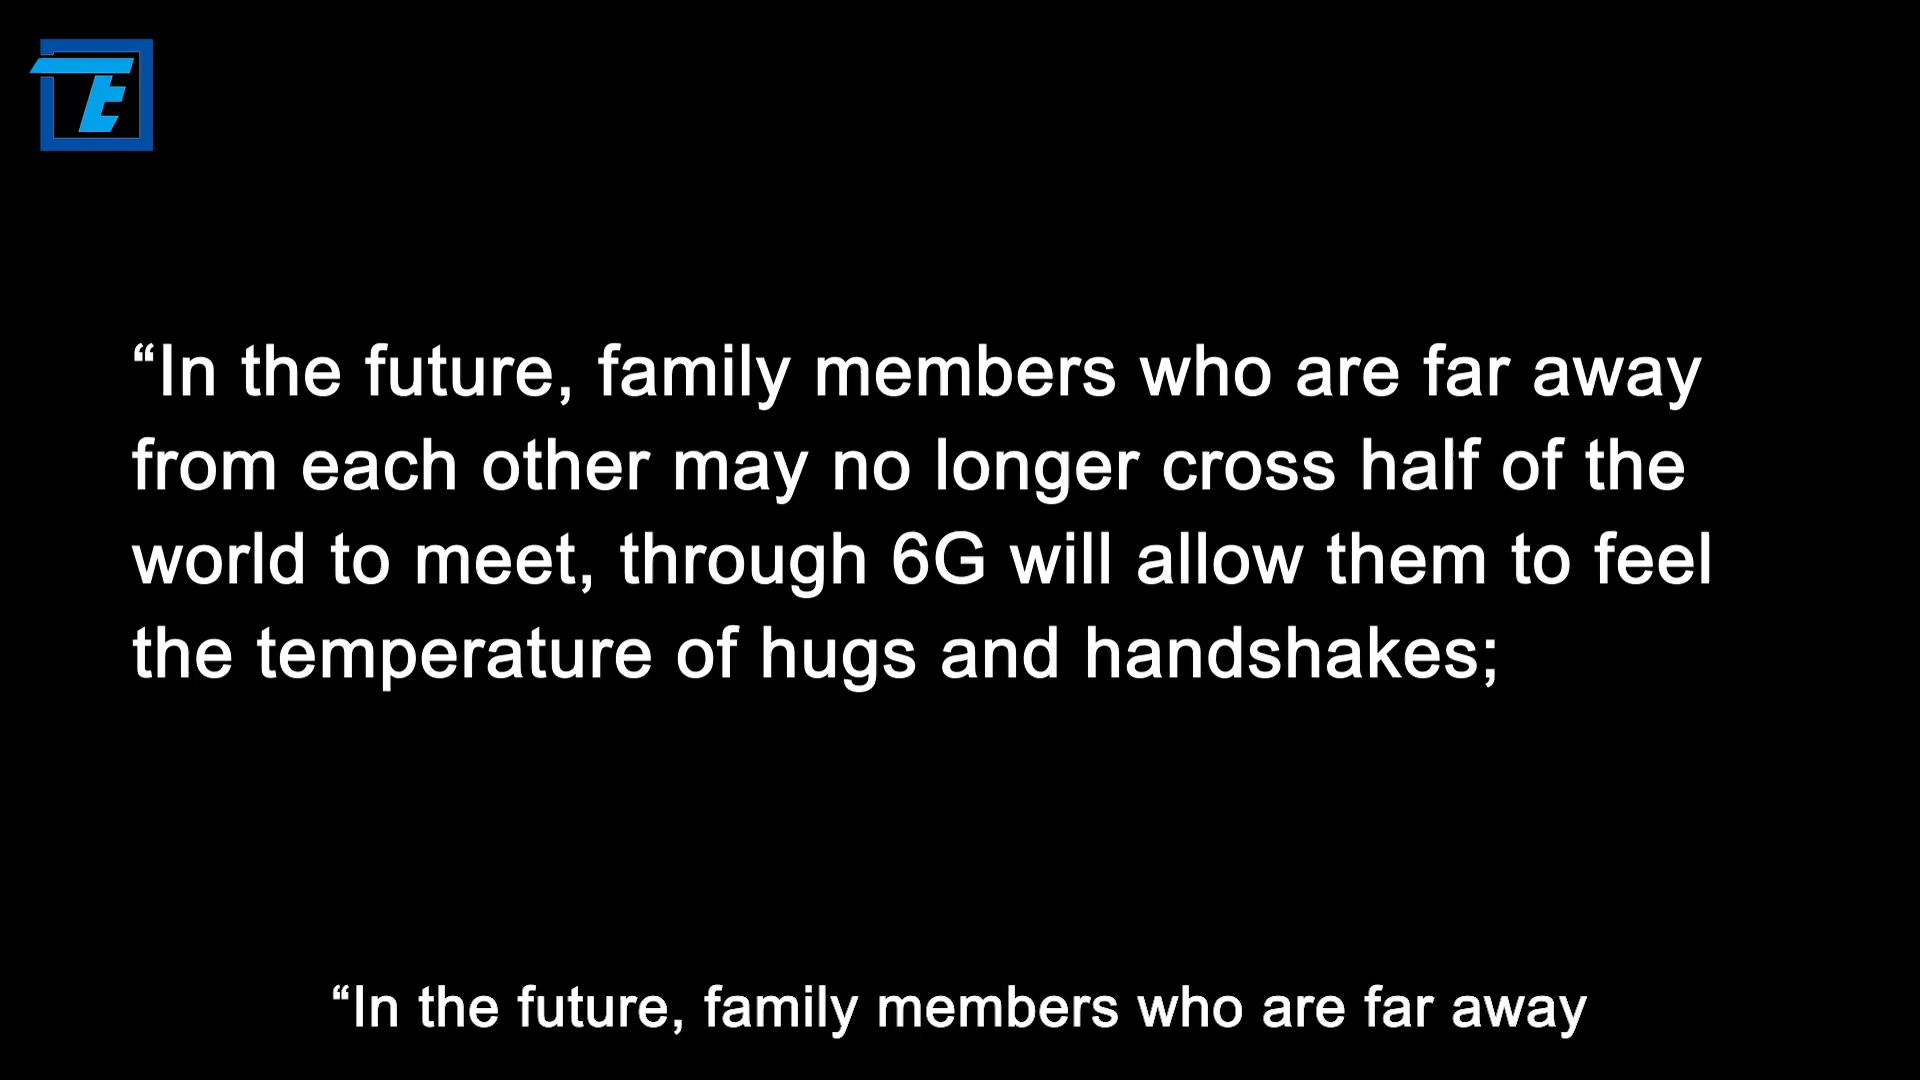 TE
“In the future, family members who are far away
from each other may no longer cross half of the
world to meet, through 6G will allow them to feel
the temperature of hugs and handshakes;
“In the future, family members who are far away